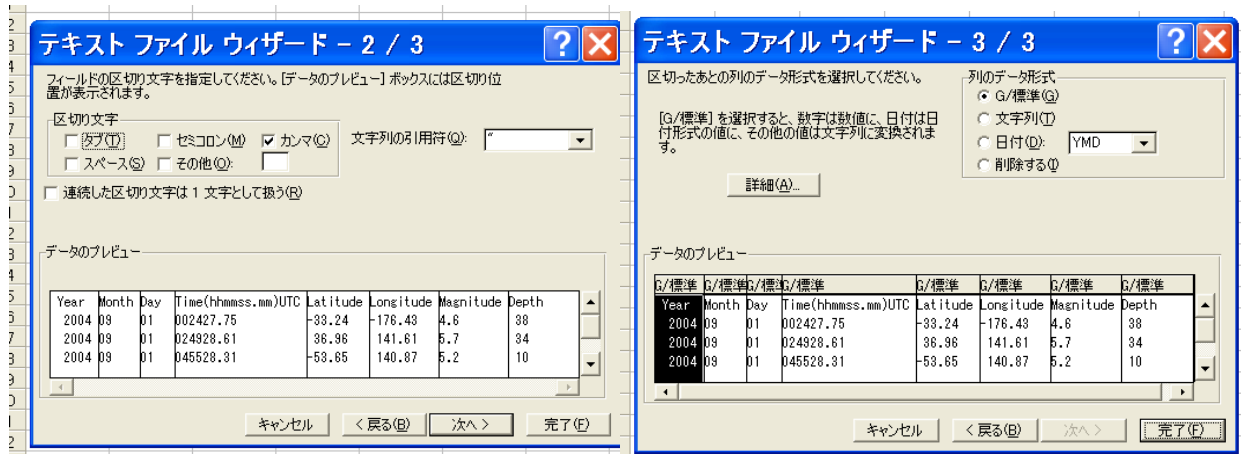 テキスト ファイル ウィザード - 2 / 3
フィールドの区切り文字を指定してください。[データのプレビュー] ボックスには区切り位
置が表示されます。
区切り文字
タブ(T) セミコロン(M) カンマ(C)
スペース(S) その他(O):
文字列の引用符(Q): "
連続した区切り文字は 1 文字として扱う(R)
データのプレビュー
Year Month Day Time(hhmmss.mm)UTC Latitude Longitude Magnitude Depth
2004 09 01 002427.75 -33.24 -176.43 4.6 38
2004 09 01 024928.61 36.96 141.61 5.7 34
2004 09 01 045528.31 -53.65 140.87 5.2 10
キャンセル < 戻る(B) 次へ > 完了(F)
テキスト ファイル ウィザード - 3 / 3
区切ったあとの列のデータ形式を選択してください。
[G/標準] を選択すると、数字は数値に、日付は日
付形式の値に、その他の値は文字列に変換されま
す。
詳細(A)...
列のデータ形式
G/標準(G)
文字列(T)
日付(D): YMD
削除する(I)
データのプレビュー
G/標準 G/標準 G/標準 G/標準 G/標準 G/標準 G/標準 G/標準
Year Month Day Time(hhmmss.mm)UTC Latitude Longitude Magnitude Depth
2004 09 01 002427.75 -33.24 -176.43 4.6 38
2004 09 01 024928.61 36.96 141.61 5.7 34
2004 09 01 045528.31 -53.65 140.87 5.2 10
キャンセル < 戻る(B) 次へ > 完了(F)